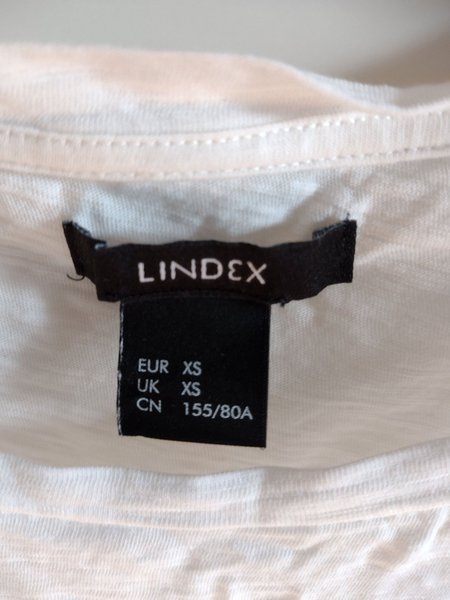 LINDEX
EUR XS
UK XS
CN 155/80A